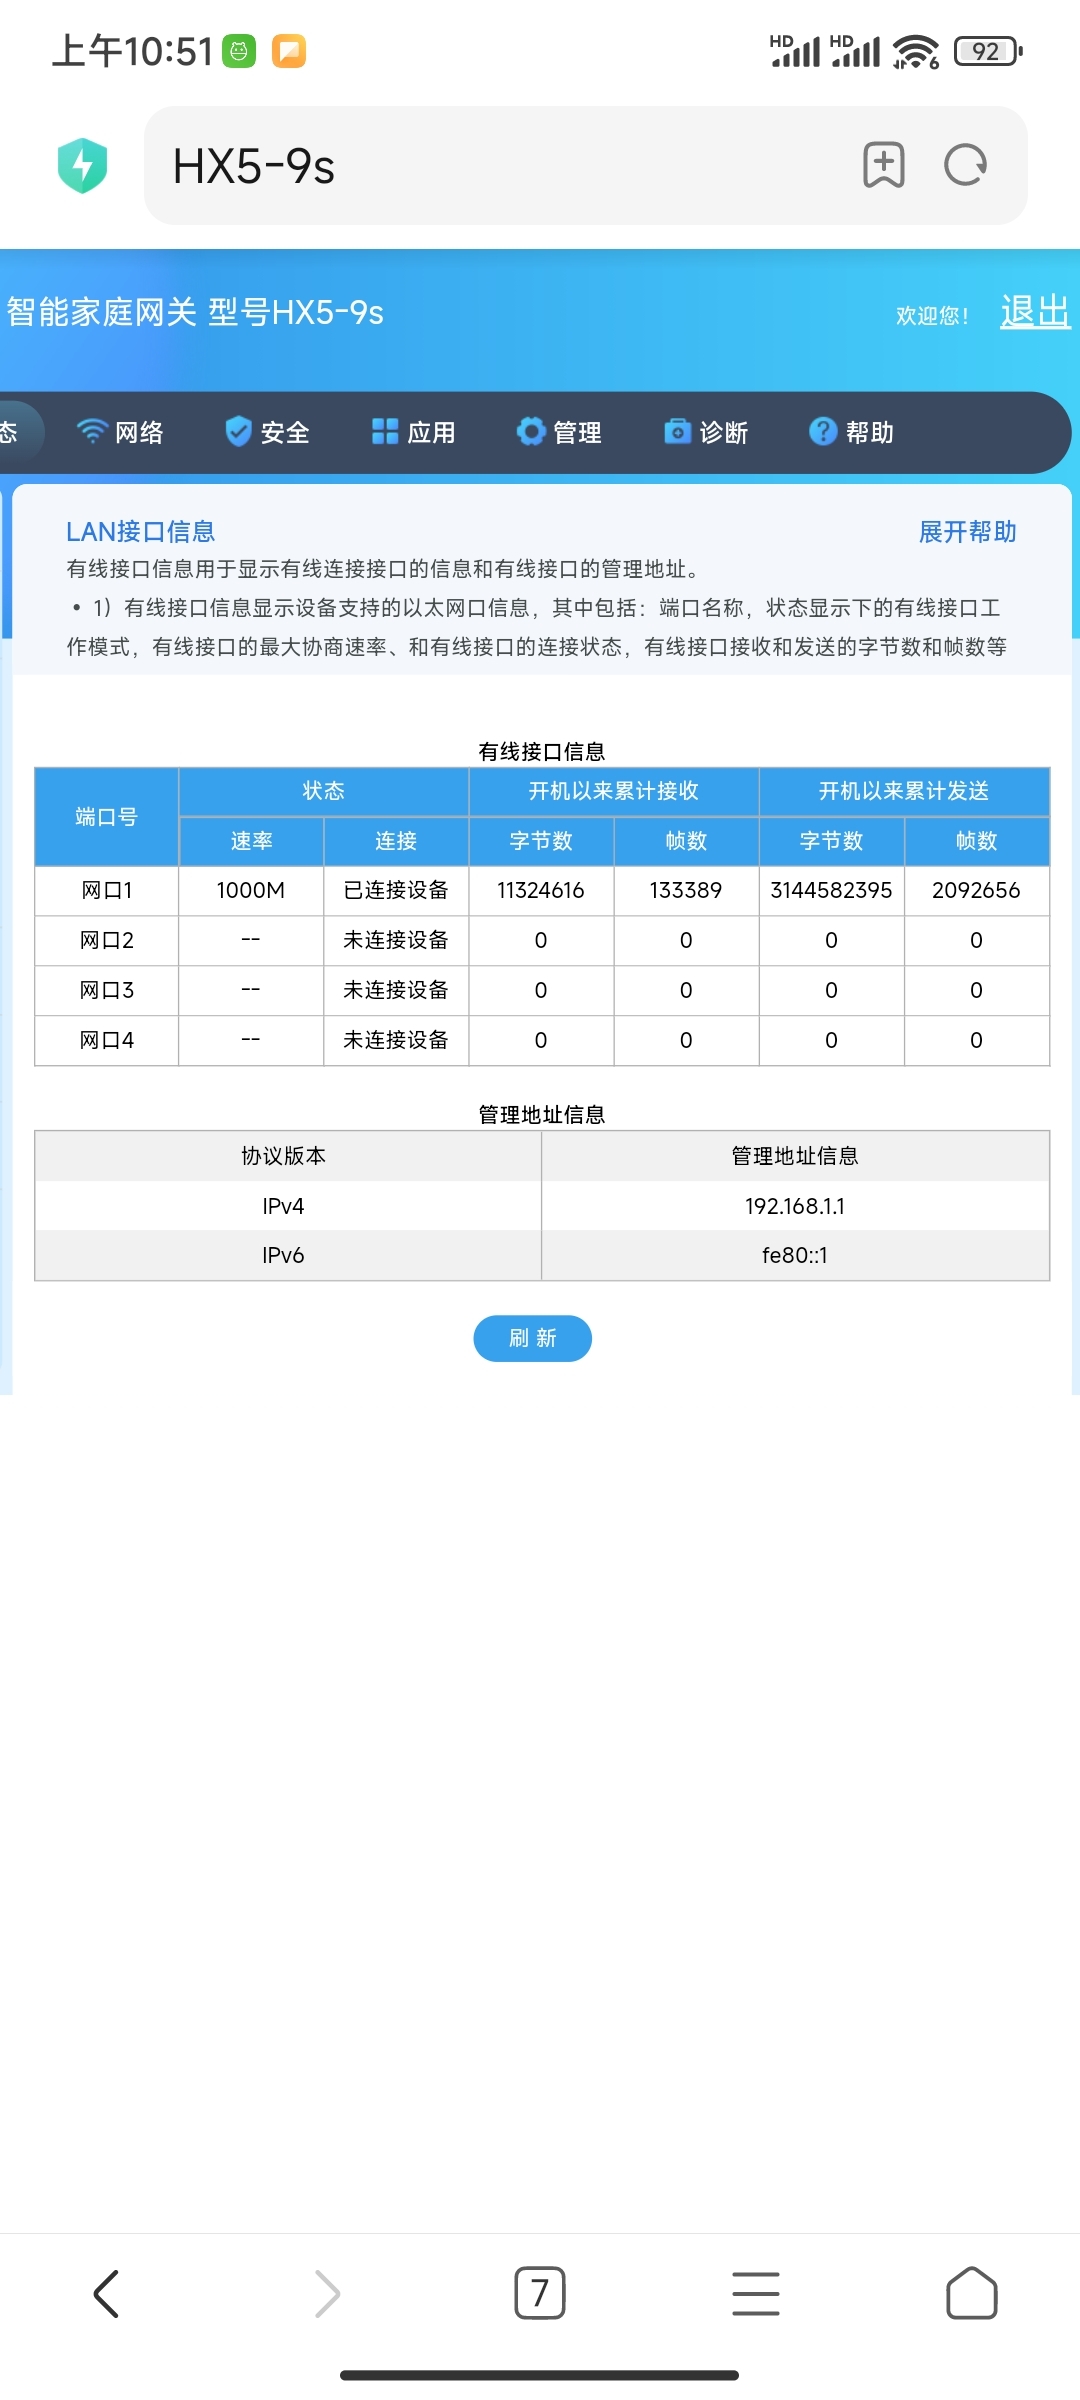 上午10:51
HD HD 6 92
HX5-9s
智能家庭网关 型号HX5-9s 欢迎您! 退出
态 网络 安全 应用 管理 诊断 帮助
LAN接口信息 展开帮助
有线接口信息用于显示有线连接接口的信息和有线接口的管理地址。
• 1）有线接口信息显示设备支持的以太网口信息，其中包括：端口名称，状态显示下的有线接口工
作模式，有线接口的最大协商速率、和有线接口的连接状态，有线接口接收和发送的字节数和帧数等
有线接口信息
端口号 状态 开机以来累计接收 开机以来累计发送
速率 连接 字节数 帧数 字节数 帧数
网口1 1000M 已连接设备 11324616 133389 3144582395 2092656
网口2 -- 未连接设备 0 0 0 0
网口3 -- 未连接设备 0 0 0 0
网口4 -- 未连接设备 0 0 0 0
管理地址信息
协议版本 管理地址信息
IPv4 192.168.1.1
IPv6 fe80::1
刷 新
7